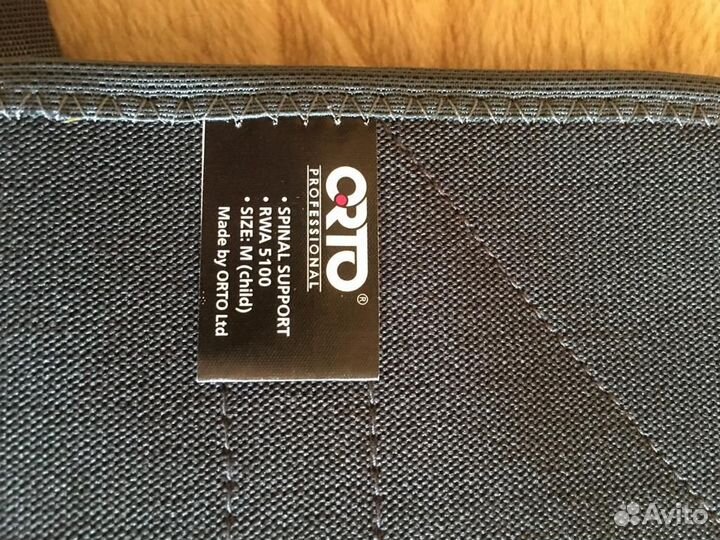 ORTO®
PROFESSIONAL
• SPINAL SUPPORT
• RWA 5100
• SIZE: M (child)
Made by ORTO Ltd
Avito